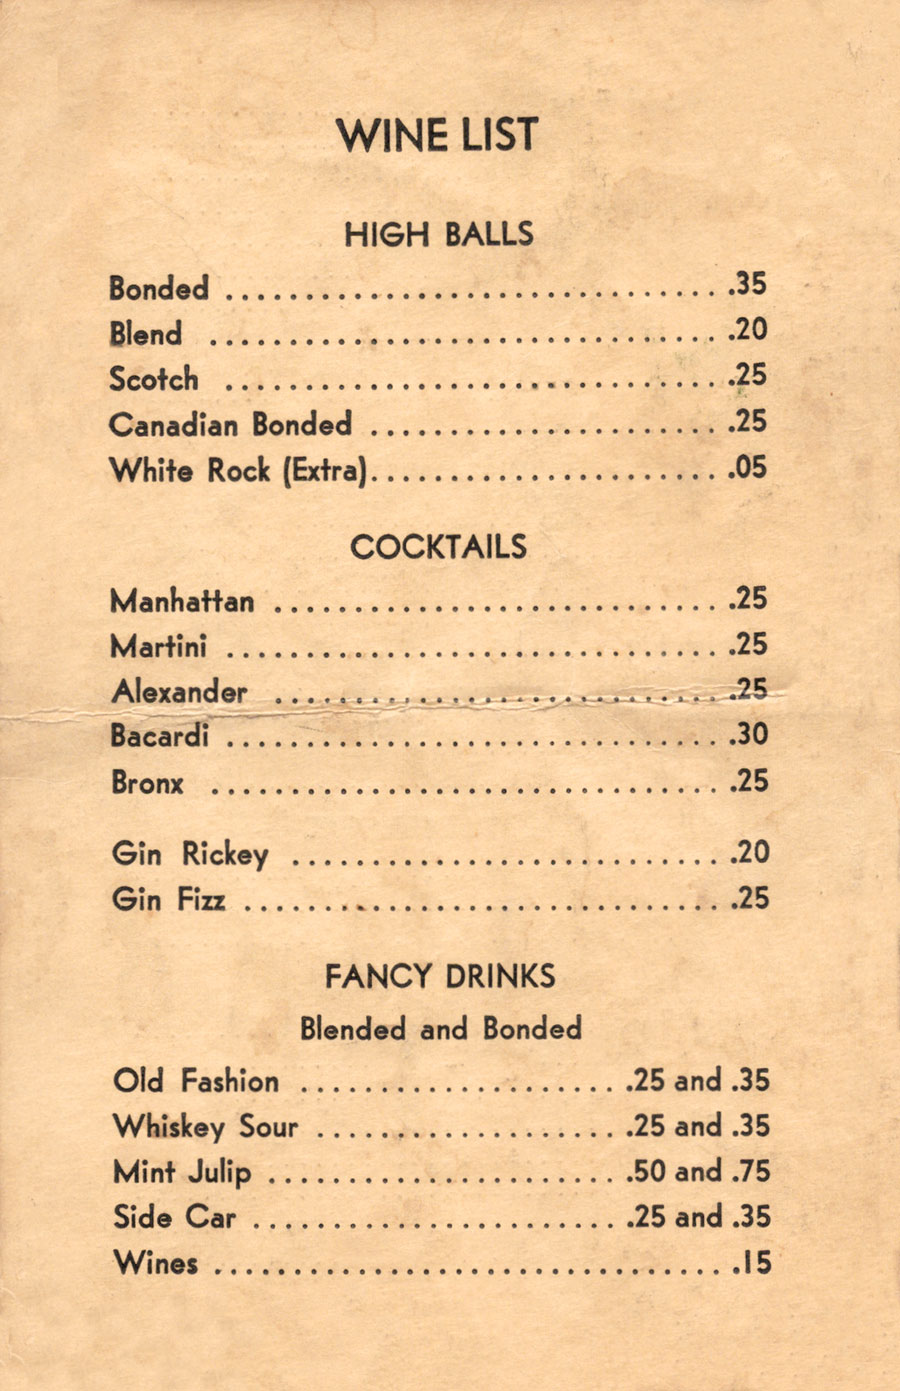 WINE LIST
HIGH BALLS
Bonded ................................ .35
Blend ................................. .20
Scotch ................................ .25
Canadian Bonded ...................... .25
White Rock (Extra)...................... .05
COCKTAILS
Manhattan ............................. .25
Martini ................................ .25
Alexander ............................. .25
Bacardi ................................ .30
Bronx ................................. .25
Gin Rickey ............................ .20
Gin Fizz ............................... .25
FANCY DRINKS
Blended and Bonded
Old Fashion .................... .25 and .35
Whiskey Sour ................... .25 and .35
Mint Julip ...................... .50 and .75
Side Car ....................... .25 and .35
Wines ................................. .15